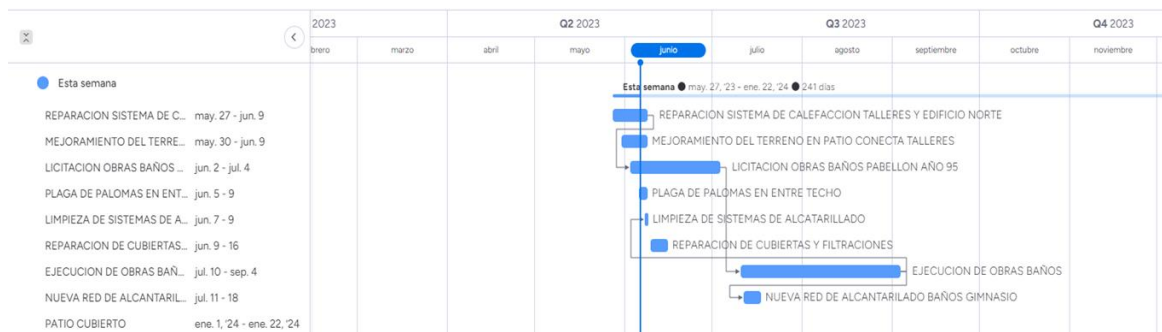 2023 Q2 2023 Q3 2023 Q4 2023
brero marzo abril mayo junio julio agosto septiembre octubre noviembre
Esta semana
Esta semana ● may. 27, '23 - ene. 22, '24 ● 241 días
REPARACION SISTEMA DE C... may. 27 - jun. 9 REPARACION SISTEMA DE CALEFACCION TALLERES Y EDIFICIO NORTE
MEJORAMIENTO DEL TERRE... may. 30 - jun. 9 MEJORAMIENTO DEL TERRENO EN PATIO CONECTA TALLERES
LICITACION OBRAS BAÑOS ... jun. 2 - jul. 4 LICITACION OBRAS BAÑOS PABELLON AÑO 95
PLAGA DE PALOMAS EN ENT... jun. 5 - 9 PLAGA DE PALOMAS EN ENTRE TECHO
LIMPIEZA DE SISTEMAS DE A... jun. 7 - 9 LIMPIEZA DE SISTEMAS DE ALCATARILLADO
REPARACION DE CUBIERTAS... jun. 9 - 16 REPARACION DE CUBIERTAS Y FILTRACIONES
EJECUCION DE OBRAS BAÑ... jul. 10 - sep. 4 EJECUCION DE OBRAS BAÑOS
NUEVA RED DE ALCANTARIL... jul. 11 - 18 NUEVA RED DE ALCANTARILADO BAÑOS GIMNASIO
PATIO CUBIERTO ene. 1, '24 - ene. 22, '24